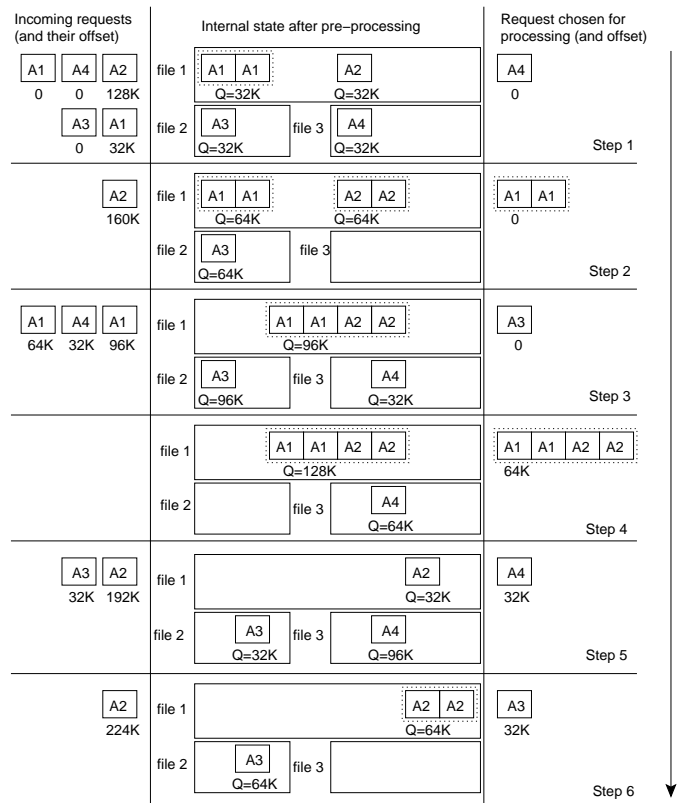 Incoming requests
(and their offset)
Internal state after pre−processing
Request chosen for
processing (and offset)
A1 A4 A2
0 0 128K
A3 A1
0 32K
file 1 A1 A1 A2
Q=32K Q=32K
file 2 A3 file 3 A4
Q=32K Q=32K
A4
0
Step 1
A2
160K
file 1 A1 A1 A2 A2
Q=64K Q=64K
file 2 A3 file 3
Q=64K
A1 A1
0
Step 2
A1 A4 A1
64K 32K 96K
file 1 A1 A1 A2 A2
Q=96K
file 2 A3 file 3 A4
Q=96K Q=32K
A3
0
Step 3
file 1 A1 A1 A2 A2
Q=128K
file 2 file 3 A4
Q=64K
A1 A1 A2 A2
64K
Step 4
A3 A2
32K 192K
file 1 A2
Q=32K
file 2 A3 file 3 A4
Q=32K Q=96K
A4
32K
Step 5
A2
224K
file 1 A2 A2
Q=64K
file 2 A3 file 3
Q=64K
A3
32K
Step 6